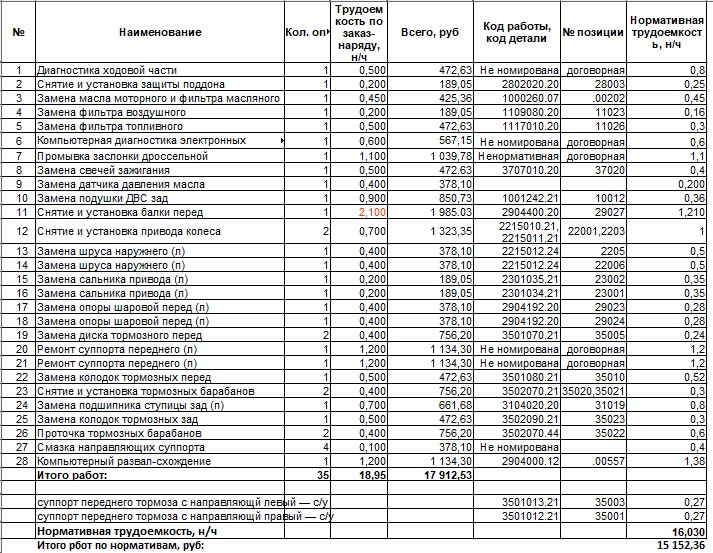 № Наименование Кол. оп Трудоем кость по заказ-наряду, н/ч Всего, руб Код работы, код детали № позиции Нормативная трудоемкость, н/ч
1 Диагностика ходовой части 1 0,500 472,63 Не номирована договорная 0,8
2 Снятие и установка защиты поддона 1 0,200 189,05 2802020.20 28003 0,25
3 Замена масла моторного и фильтра масляного 1 0,450 425,36 1000260.07 .00202 0,45
4 Замена фильтра воздушного 1 0,200 189,05 1109080.20 11023 0,16
5 Замена фильтра топливного 1 0,500 472,63 1117010.20 11026 0,3
6 Компьютерная диагностика электронных 1 0,600 567,15 Не номирована договорная 0,6
7 Промывка заслонки дроссельной 1 1,100 1 039,78 Ненормативная договорная 1,1
8 Замена свечей зажигания 1 0,500 472.63 3707010.20 37020 0,4
9 Замена датчика давления масла 1 0,400 378,10 0,200
10 Замена подушки ДВС зад 1 0,900 850,73 1001242.21 10012 0,36
11 Снятие и установка балки перед 1 2,100 1 985.03 2904400.20 29027 1,210
12 Снятие и установка привода колеса 2 0,700 1 323,35 2215010.21, 2215011.21 22001,2203 1
13 Замена шруса наружнего (л) 1 0,400 378,10 2215012.24 2205 0,5
14 Замена шруса наружнего (п) 1 0,400 378,10 2215012.24 22006 0,5
15 Замена сальника привода (л) 1 0,200 189,05 2301035.21 23002 0,35
16 Замена сальника привода (п) 1 0,200 189,05 2301034.21 23001 0,35
17 Замена опоры шаровой перед (л) 1 0,400 378,10 2904192.20 29023 0,28
18 Замена опоры шаровой перед (п) 1 0,400 378,10 2904192.20 29024 0,28
19 Замена диска тормозного перед 2 0,400 756,20 3501070.21 35005 0,24
20 Ремонт суппорта переднего (л) 1 1,200 1 134,30 Не номирована договорная 1,2
21 Ремонт суппорта переднего (п) 1 1,200 1 134,30 Не номирована договорная 1,2
22 Замена колодок тормозных перед 1 0,500 472,63 3501080.21 35010 0,52
23 Снятие и установка тормозных барабанов 2 0,400 756,20 3502070.21 35020,35021 0,3
24 Замена подшипника ступицы зад (п) 1 0,700 661,68 3104020.20 31019 0,8
25 Замена колодок тормозных зад 1 0,500 472,63 3502090.21 35023 0,3
26 Проточка тормозных барабанов 2 0,400 756,20 3502070.44 35022 0,6
27 Смазка направляющих суппорта 4 0,100 378,10 Не номирована 0,4
28 Компьютерный развал-схождение 1 1,200 1 134,30 2904000.12 .00557 1,38
Итого работ: 35 18,95 17 912,53
суппорт переднего тормоза с направляющй левый — с/у 3501013.21 35003 0,27
суппорт переднего тормоза с направляющй правый — с/у 3501012.21 35001 0,27
Нормативная трудоемкость, н/ч 16,030
Итого рбот по нормативам, руб: 15 152,36